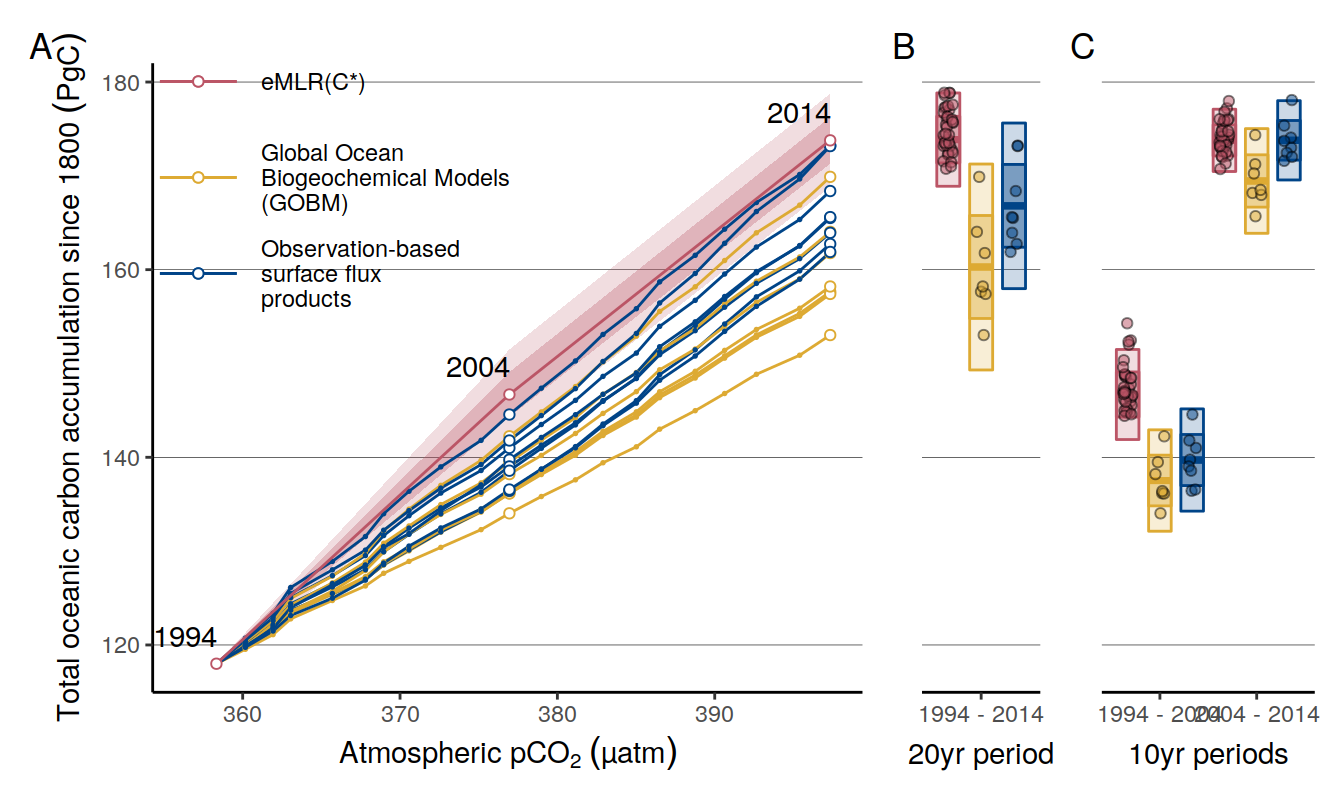 A
B
C
Total oceanic carbon accumulation since 1800 (PgC)
180
160
140
120
eMLR(C*)
Global Ocean
Biogeochemical Models
(GOBM)
Observation-based
surface flux
products
1994
2004
2014
360
370
380
390
Atmospheric pCO₂ (µatm)
1994 - 2014
20yr period
1994 - 2004
2004 - 2014
10yr periods